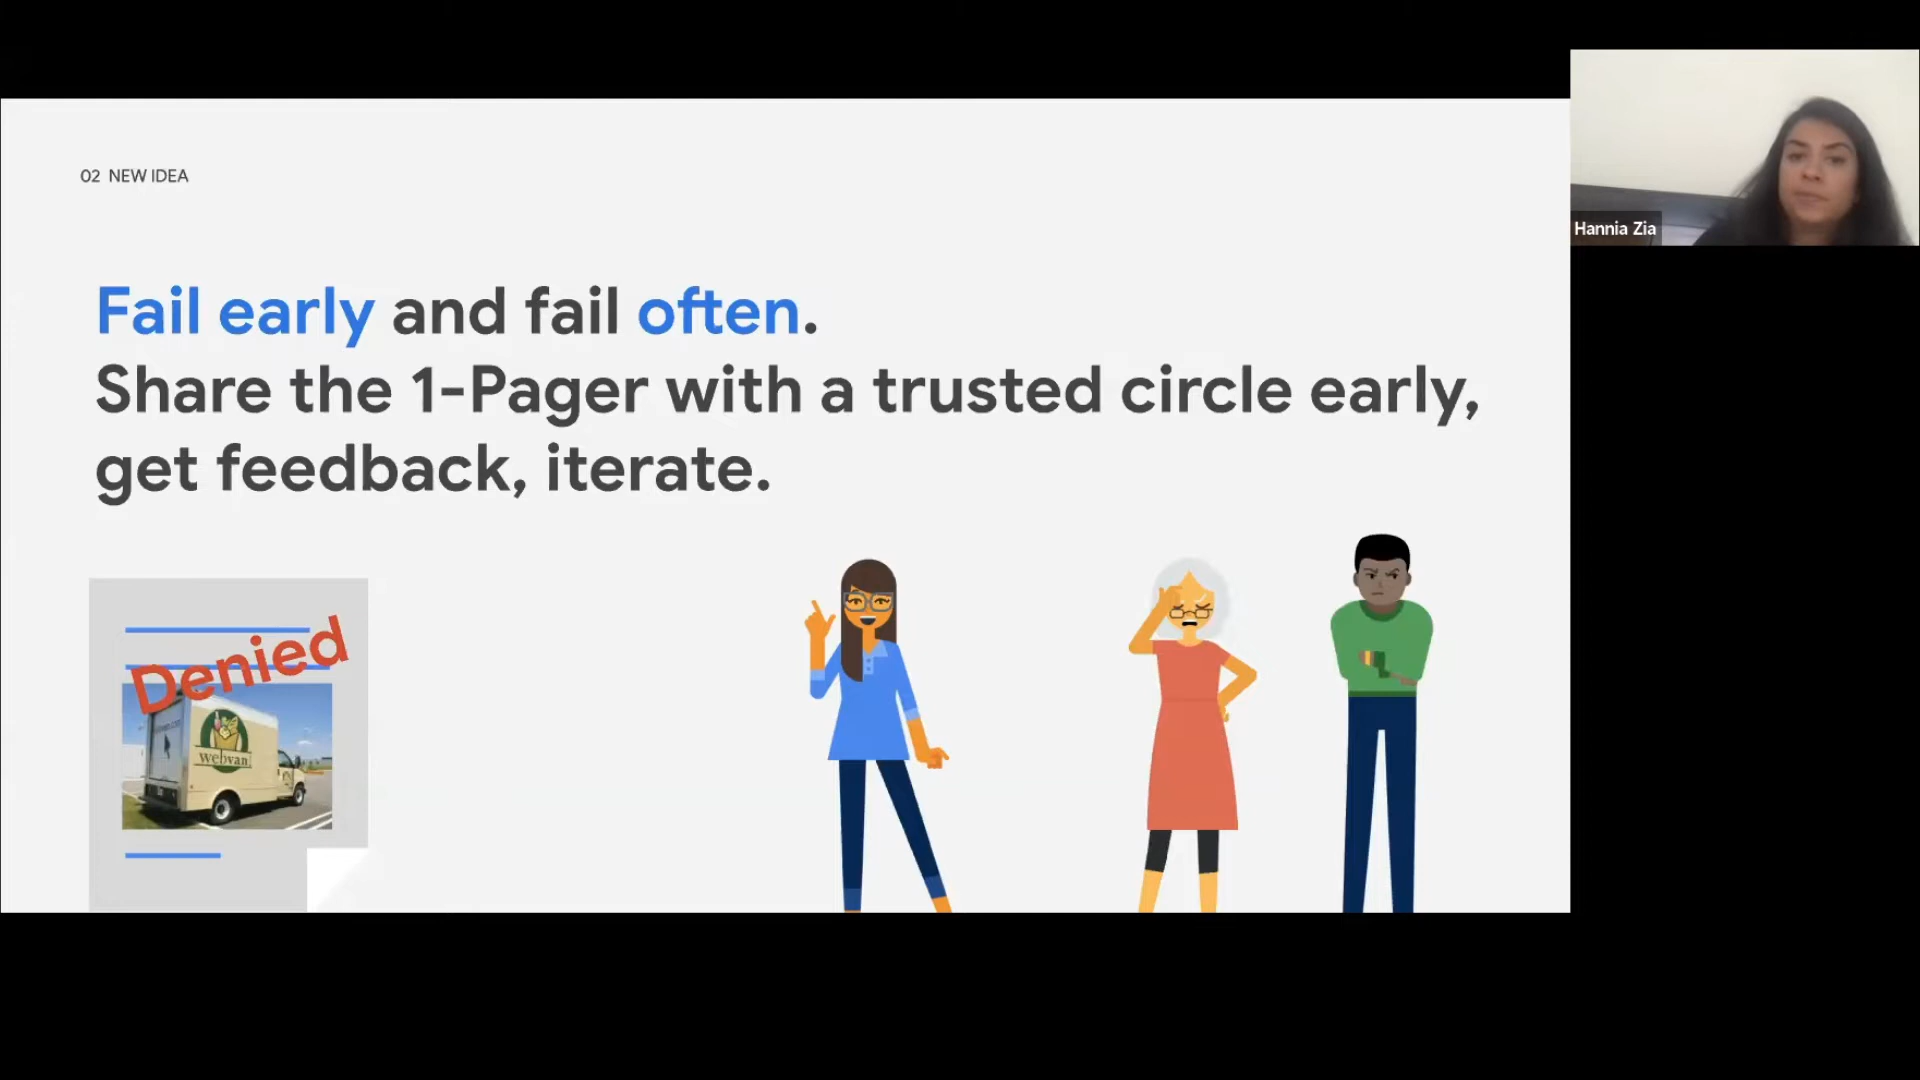 02 NEW IDEA
Fail early and fail often.
Share the 1-Pager with a trusted circle early,
get feedback, iterate.
Denied
webvan
Hannia Zia